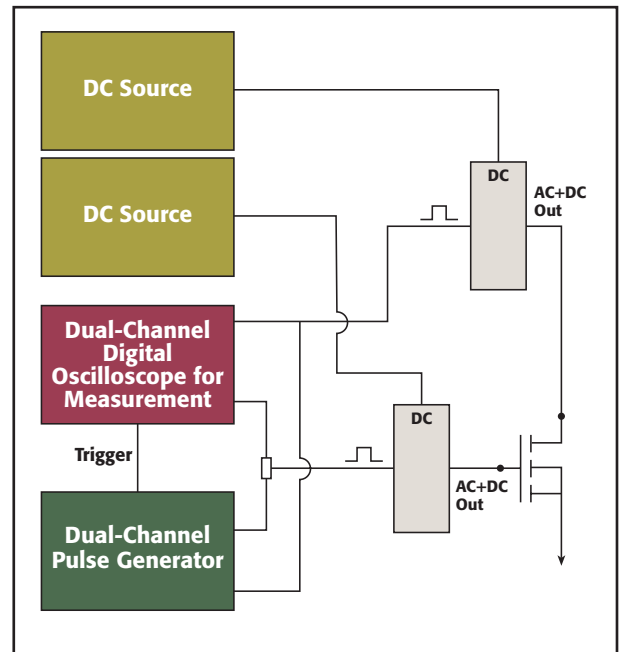 DC Source
DC Source
Dual-Channel
Digital
Oscilloscope for
Measurement
Trigger
Dual-Channel
Pulse Generator
DC
AC+DC
Out
DC
AC+DC
Out